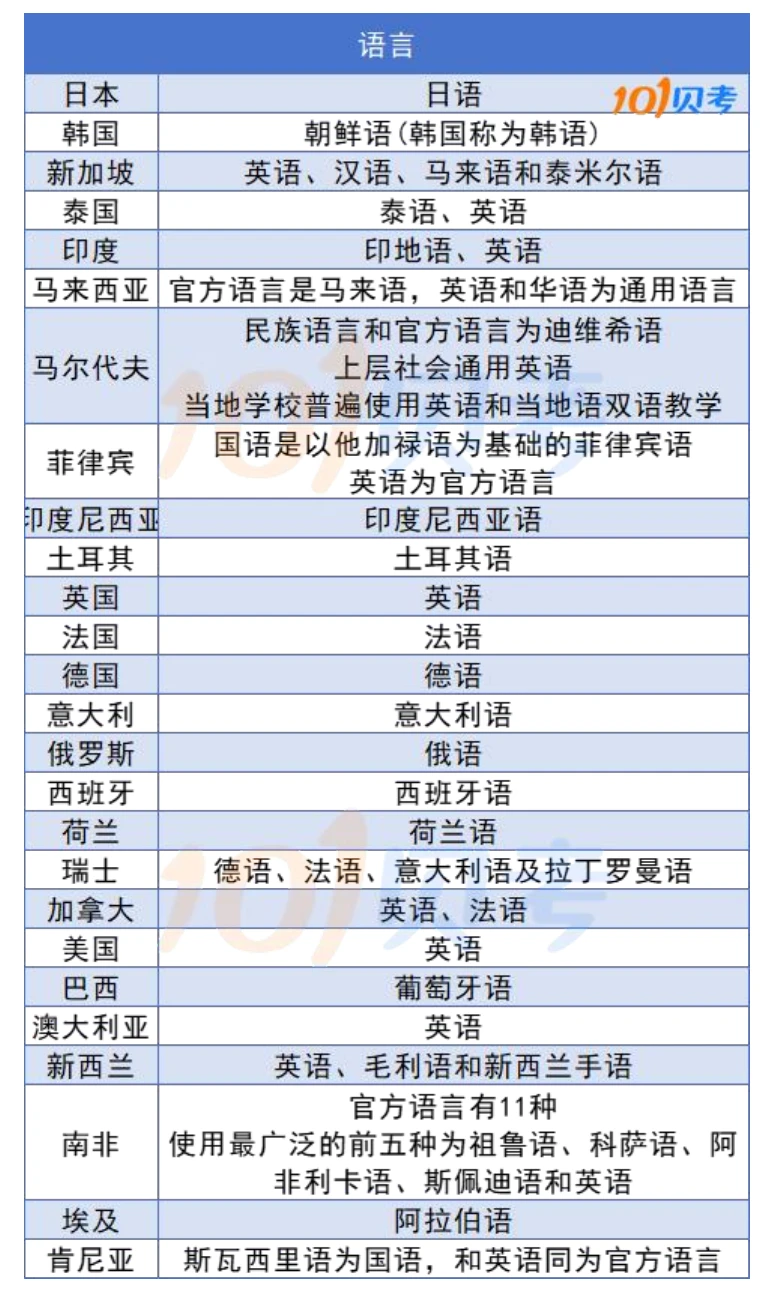 语言
日本 日语
101贝考
韩国 朝鲜语(韩国称为韩语)
新加坡 英语、汉语、马来语和泰米尔语
泰国 泰语、英语
印度 印地语、英语
马来西亚 官方语言是马来语，英语和华语为通用语言
马尔代夫 民族语言和官方语言为迪维希语
上层社会通用英语
当地学校普遍使用英语和当地语双语教学
101贝考
菲律宾 国语是以他加禄语为基础的菲律宾语
英语为官方语言
印度尼西亚 印度尼西亚语
土耳其 土耳其语
英国 英语
法国 法语
德国 德语
意大利 意大利语
俄罗斯 俄语
西班牙 西班牙语
荷兰 荷兰语
瑞士 德语、法语、意大利语及拉丁罗曼语
101贝考
加拿大 英语、法语
美国 英语
巴西 葡萄牙语
澳大利亚 英语
新西兰 英语、毛利语和新西兰手语
南非 官方语言有11种
使用最广泛的前五种为祖鲁语、科萨语、阿
非利卡语、斯佩迪语和英语
埃及 阿拉伯语
肯尼亚 斯瓦西里语为国语，和英语同为官方语言